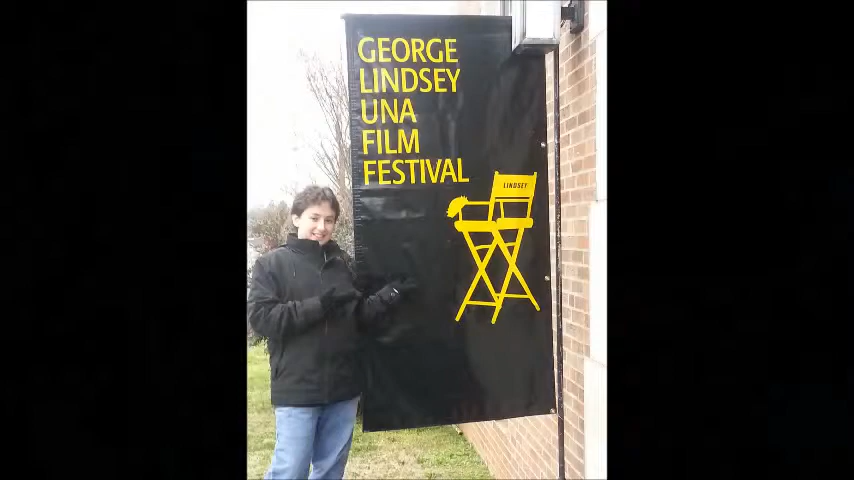 GEORGE
LINDSEY
UNA
FILM
FESTIVAL
LINDSEY